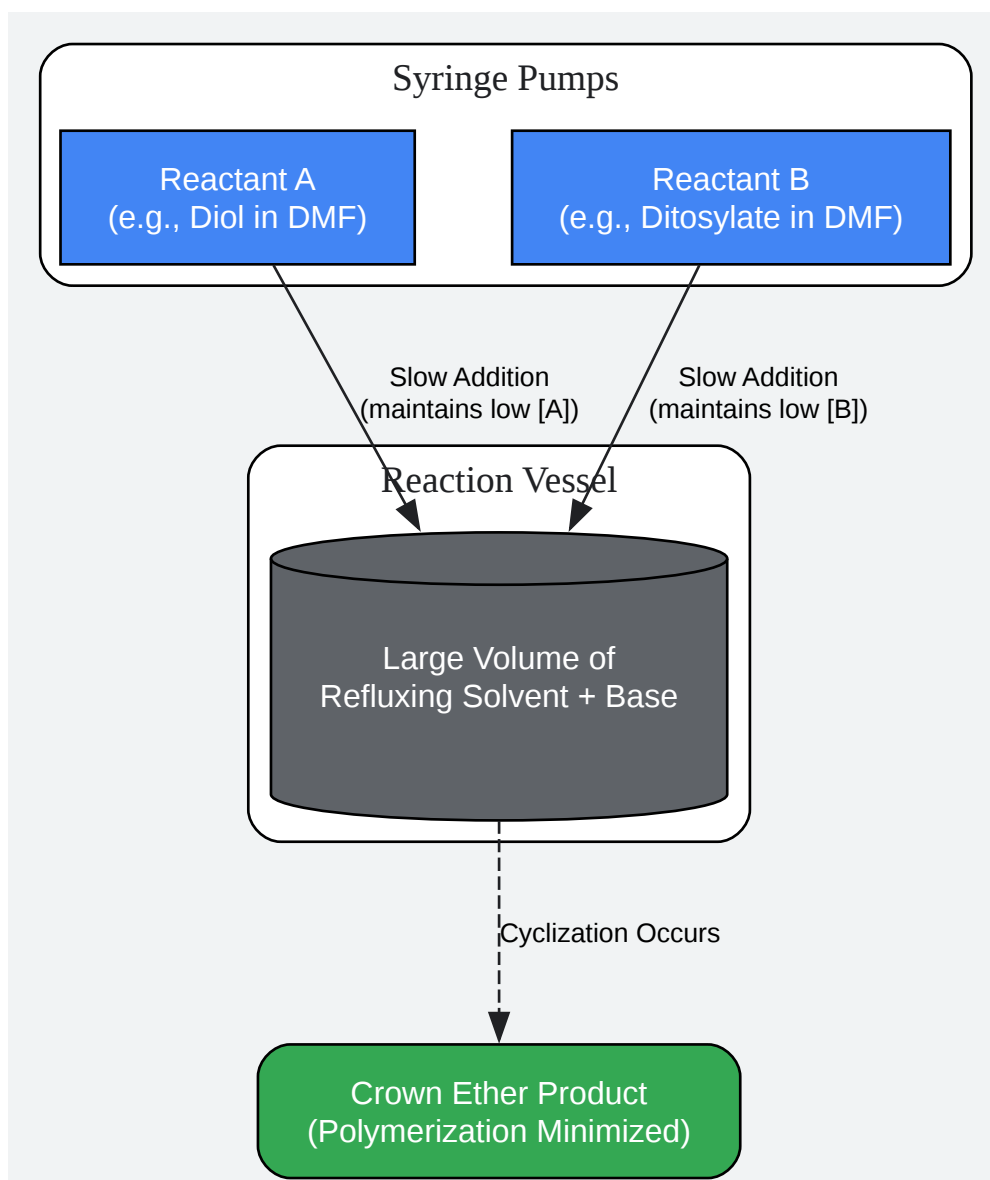 Syringe Pumps
Reactant A
(e.g., Diol in DMF)
Reactant B
(e.g., Ditosylate in DMF)
Slow Addition
(maintains low [A])
Slow Addition
(maintains low [B])
Reaction Vessel
Large Volume of
Refluxing Solvent + Base
Cyclization Occurs
Crown Ether Product
(Polymerization Minimized)